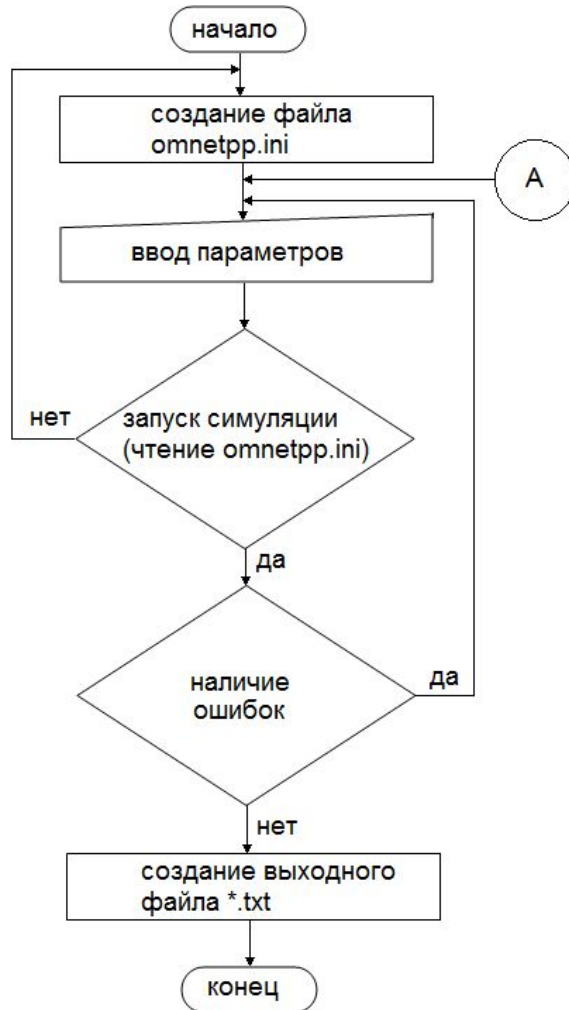 начало
создание файла
omnetpp.ini
А
ввод параметров
нет
запуск симуляции
(чтение omnetpp.ini)
да
наличие
ошибок
да
нет
создание выходного
файла *.txt
конец